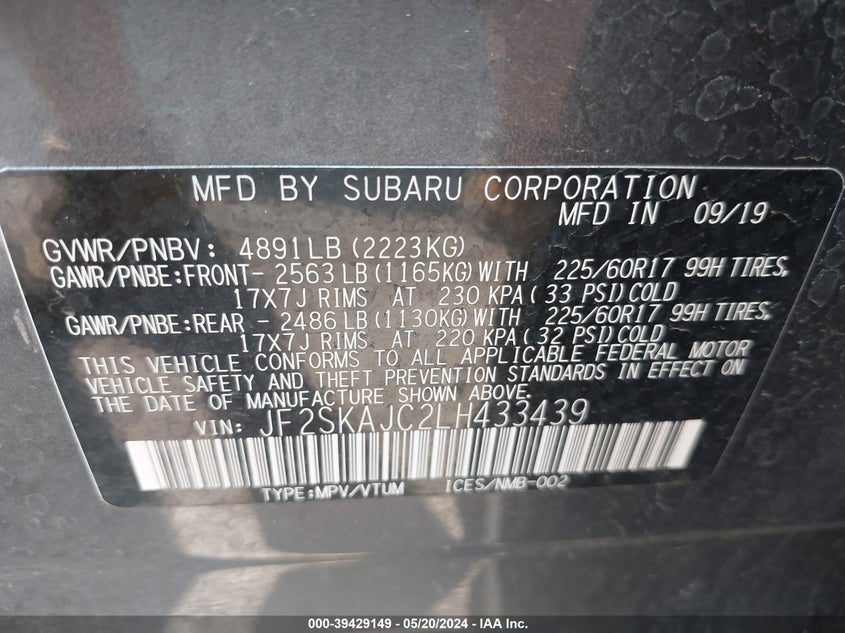 MFD BY SUBARU CORPORATION
MFD IN 09/19
GVWR/PNBV: 4891LB (2223KG)
GAWR/PNBE:FRONT- 2563 LB (1165KG) WITH 225/60R17 99H TIRES,
17X7J RIMS AT 230 KPA( 33 PSI) COLD
GAWR/PNBE:REAR - 2486 LB (1130KG) WITH 225/60R17 99H TIRES,
17X7J RIMS AT 220 KPA( 32 PSI) COLD
THIS VEHICLE CONFORMS TO ALL APPLICABLE FEDERAL MOTOR
VEHICLE SAFETY AND THEFT PREVENTION STANDARDS IN EFFECT ON
THE DATE OF MANUFACTURE SHOWN ABOVE.
VIN: JF2SKAJC2LH433439
TYPE:MPV/VTUM ICES/NMB-002
000-39429149 - 05/20/2024 - IAA Inc.